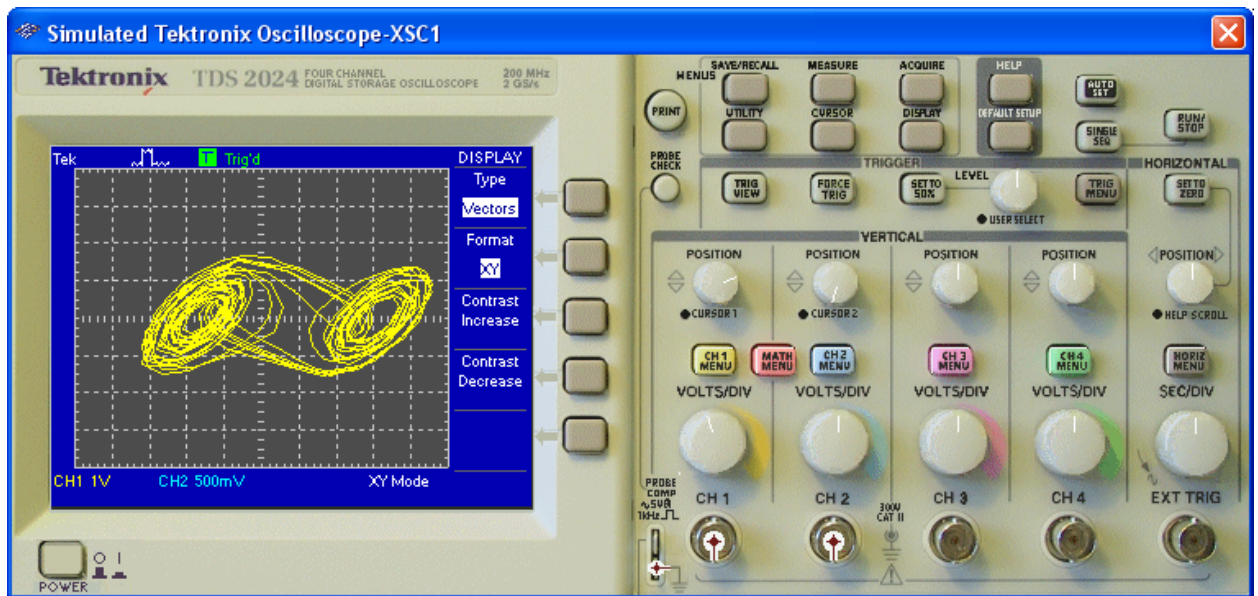 Simulated Tektronix Oscilloscope-XSC1
Tektronix TDS 2024 FOUR CHANNEL DIGITAL STORAGE OSCILLOSCOPE 200 MHz 2 GS/s
Tek T Trig'd
DISPLAY
Type
Vectors
Format
XY
Contrast
Increase
Contrast
Decrease
CH1 1V CH2 500mV XY Mode
POWER
MENUS
SAVE/RECALL MEASURE ACQUIRE
UTILITY CURSOR DISPLAY
HELP
DEFAULT SETUP
AUTO
SET
SINGLE
SEQ
RUN/
STOP
PRINT
PROBE
CHECK
TRIGGER
TRIG
VIEW
FORCE
TRIG
SET TO
50%
LEVEL
USER SELECT
TRIG
MENU
HORIZONTAL
SET TO
ZERO
VERTICAL
POSITION POSITION POSITION POSITION POSITION
CURSOR 1 CURSOR 2 HELP SCROLL
CH 1
MENU
MATH
MENU
CH 2
MENU
CH 3
MENU
CH 4
MENU
HORIZ
MENU
VOLTS/DIV VOLTS/DIV VOLTS/DIV VOLTS/DIV SEC/DIV
PROBE
COMP
~5V@
1kHz
CH 1 CH 2 CH 3 CH 4 EXT TRIG
300V
CAT II